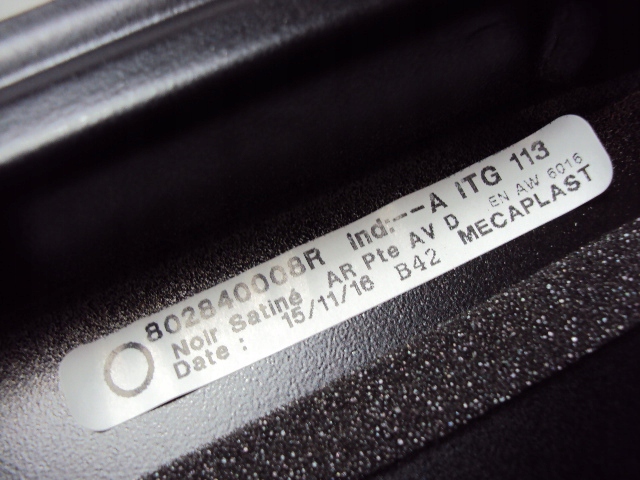 802840008R Ind:--A ITG 113
Noir Satiné AR Pte AV D EN AW 6016
Date : 15/11/16 B42 MECAPLAST